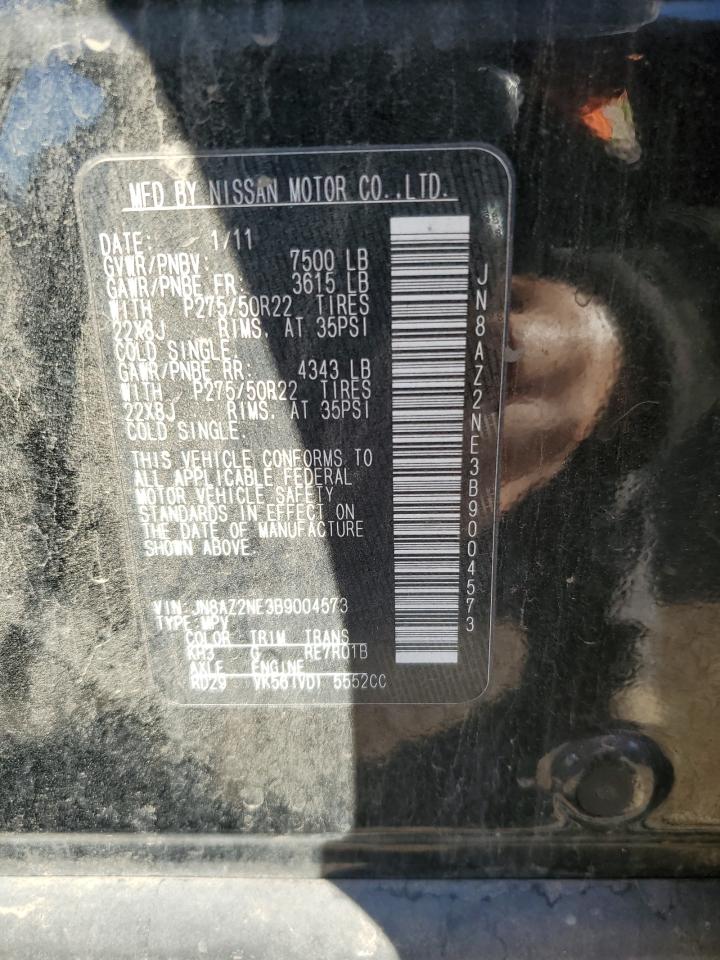 MFD BY NISSAN MOTOR CO.,LTD.
DATE: 1/11
GVWR/PNBV: 7500 LB
GAWR/PNBE FR: 3615 LB
WITH P275/50R22 TIRES
22X8J RIMS, AT 35PSI
COLD SINGLE.
GAWR/PNBE RR: 4343 LB
WITH P275/50R22 TIRES
22X8J RIMS, AT 35PSI
COLD SINGLE.
THIS VEHICLE CONFORMS TO
ALL APPLICABLE FEDERAL
MOTOR VEHICLE SAFETY
STANDARDS IN EFFECT ON
THE DATE OF MANUFACTURE
SHOWN ABOVE.
VIN:JN8AZ2NE3B9004573
TYPE:MPV
COLOR TRIM TRANS
KH3 G RE7R01B
AXLE ENGINE
RD29 VK561VDI 5552CC
JN8AZ2NE3B9004573